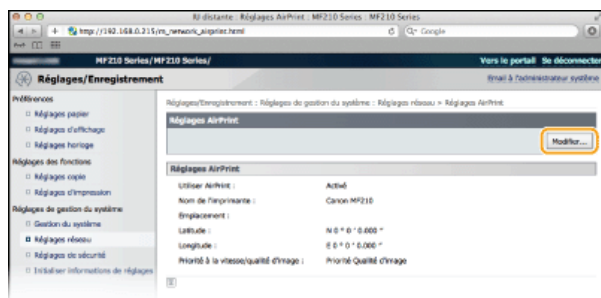 IU distante : Réglages AirPrint : MF210 Series : MF210 Series
http://192.168.0.215/m_network_airprint.html
Google
MF210 Series/MF210 Series/
Vers le portail Se déconnecter
Réglages/Enregistrement
Email à l'administrateur système
Préférences
Réglages papier
Réglages d'affichage
Réglages horloge
Réglages des fonctions
Réglages copie
Réglages d'impression
Réglages de gestion du système
Gestion du système
Réglages réseau
Réglages de sécurité
Initialiser informations de réglages
Réglages/Enregistrement : Réglages de gestion du système : Réglages réseau > Réglages AirPrint
Réglages AirPrint
Modifier...
Réglages AirPrint
Utiliser AirPrint : Activé
Nom de l'imprimante : Canon MF210
Emplacement :
Latitude : N 0 ° 0 ' 0.000 "
Longitude : E 0 ° 0 ' 0.000 "
Priorité à la vitesse/qualité d'image : Priorité Qualité d'image